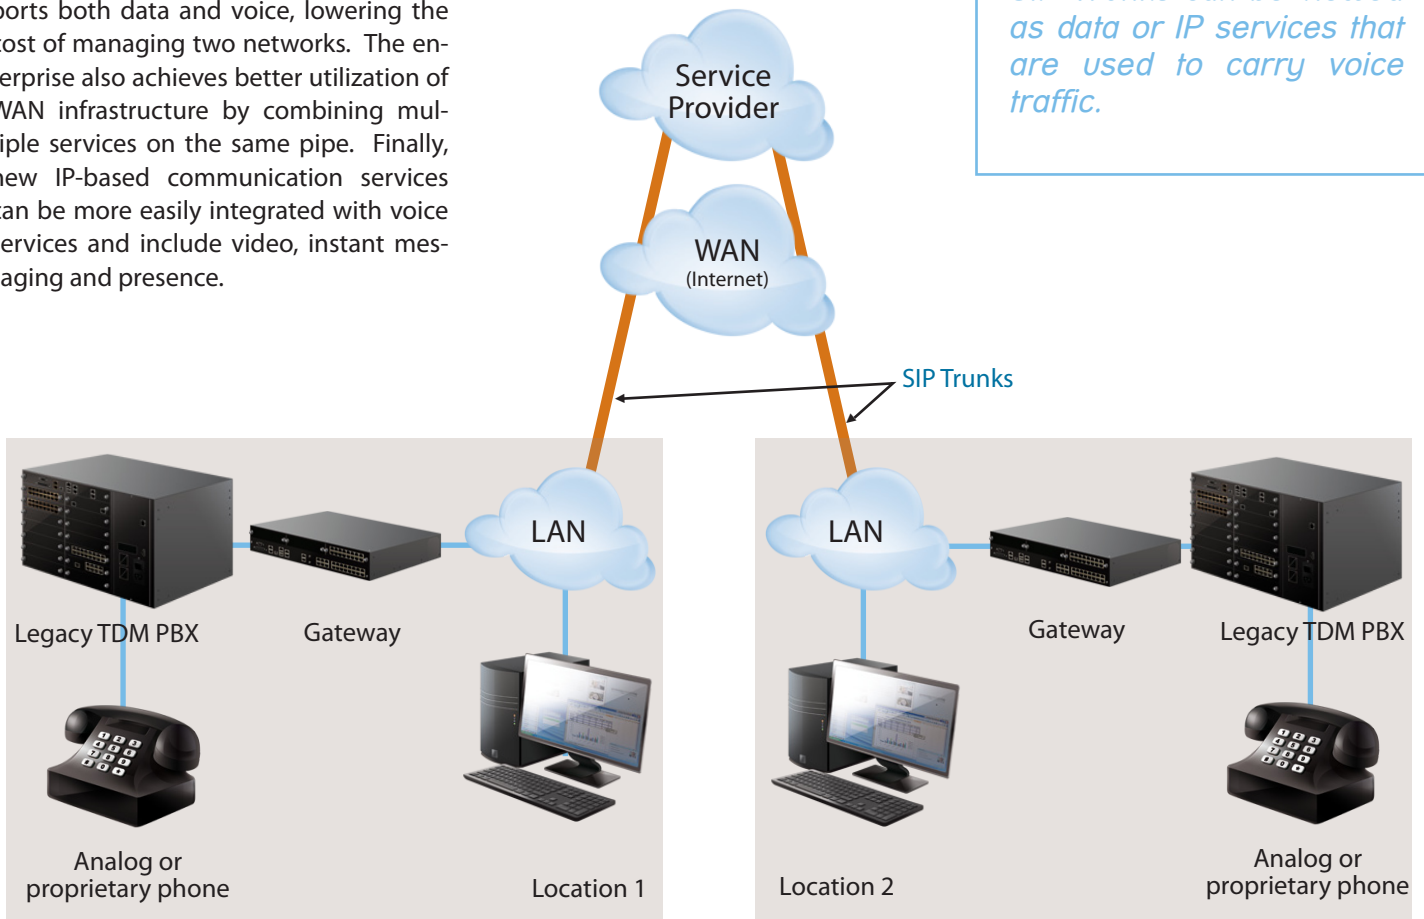 ports both data and voice, lowering the
cost of managing two networks. The en-
terprise also achieves better utilization of
WAN infrastructure by combining mul-
tiple services on the same pipe. Finally,
new IP-based communication services
can be more easily integrated with voice
services and include video, instant mes-
saging and presence.
as data or IP services that
are used to carry voice
traffic.
Service
Provider
WAN
(Internet)
SIP Trunks
LAN
LAN
Legacy TDM PBX
Gateway
Gateway
Legacy TDM PBX
Analog or
proprietary phone
Location 1
Location 2
Analog or
proprietary phone